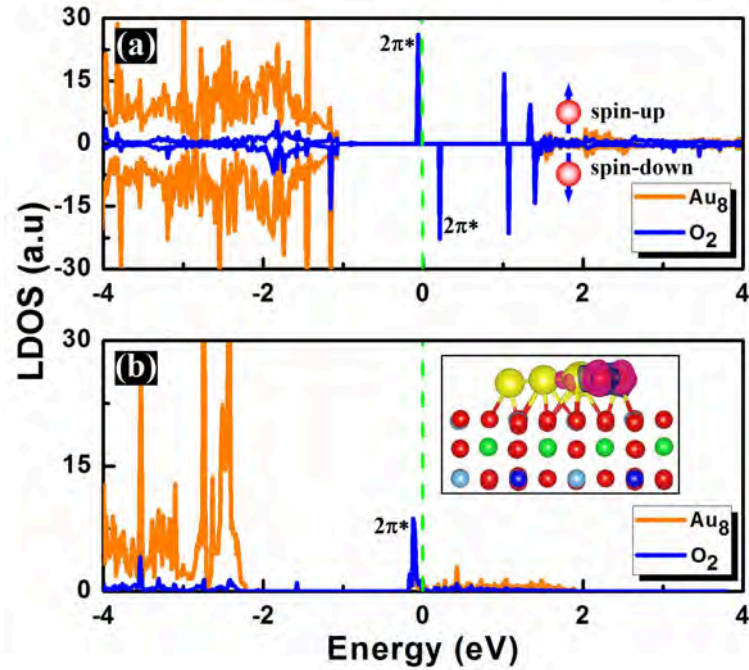 LDOS (a.u)
(a)
30
15
0
-15
-30
2π*
2π*
spin-up
spin-down
Au₈
O₂
-4
-2
0
2
4
(b)
30
15
0
2π*
Au₈
O₂
-4
-2
0
2
4
Energy (eV)